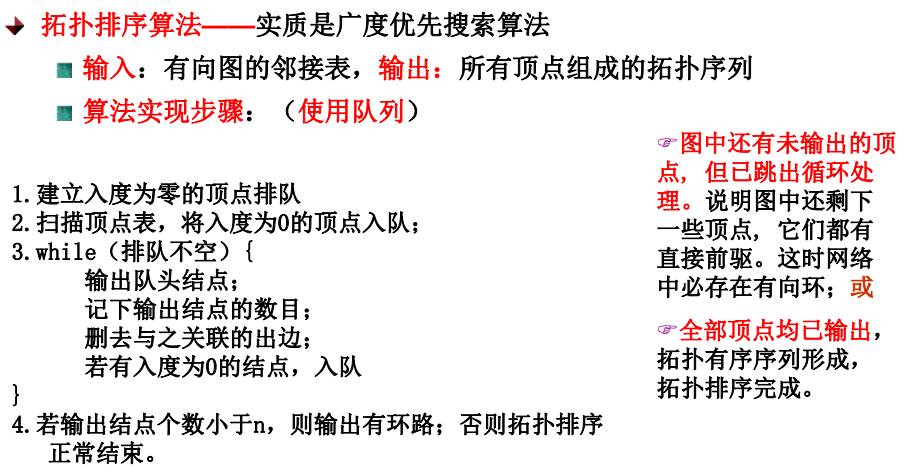 拓扑排序算法——实质是广度优先搜索算法
输入：有向图的邻接表，输出：所有顶点组成的拓扑序列
算法实现步骤：（使用队列）
1.建立入度为零的顶点排队
2.扫描顶点表，将入度为0的顶点入队；
3.while（排队不空）{
输出队头结点；
记下输出结点的数目；
删去与之关联的出边；
若有入度为0的结点，入队
}
4.若输出结点个数小于n，则输出有环路；否则拓扑排序
正常结束。
☞图中还有未输出的顶
点，但已跳出循环处
理。说明图中还剩下
一些顶点，它们都有
直接前驱。这时网络
中必存在有向环；或
☞全部顶点均已输出，
拓扑有序序列形成，
拓扑排序完成。